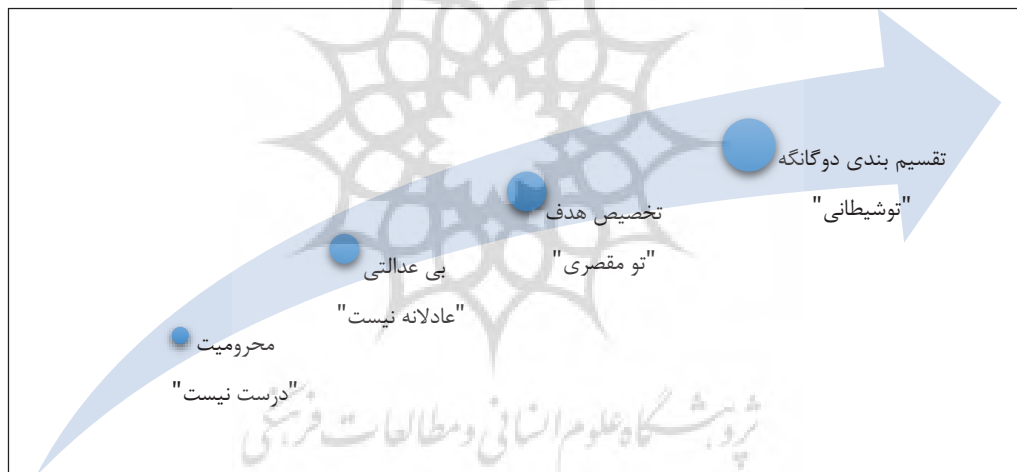 تقسیم بندی دوگانگه
"توشیطانی"
تخصیص هدف
"تو مقصری"
بی عدالتی
"عادلانه نیست"
محرومیت
"درست نیست"
پژوهشگاه علوم انسانی و مطالعات فرهنگی